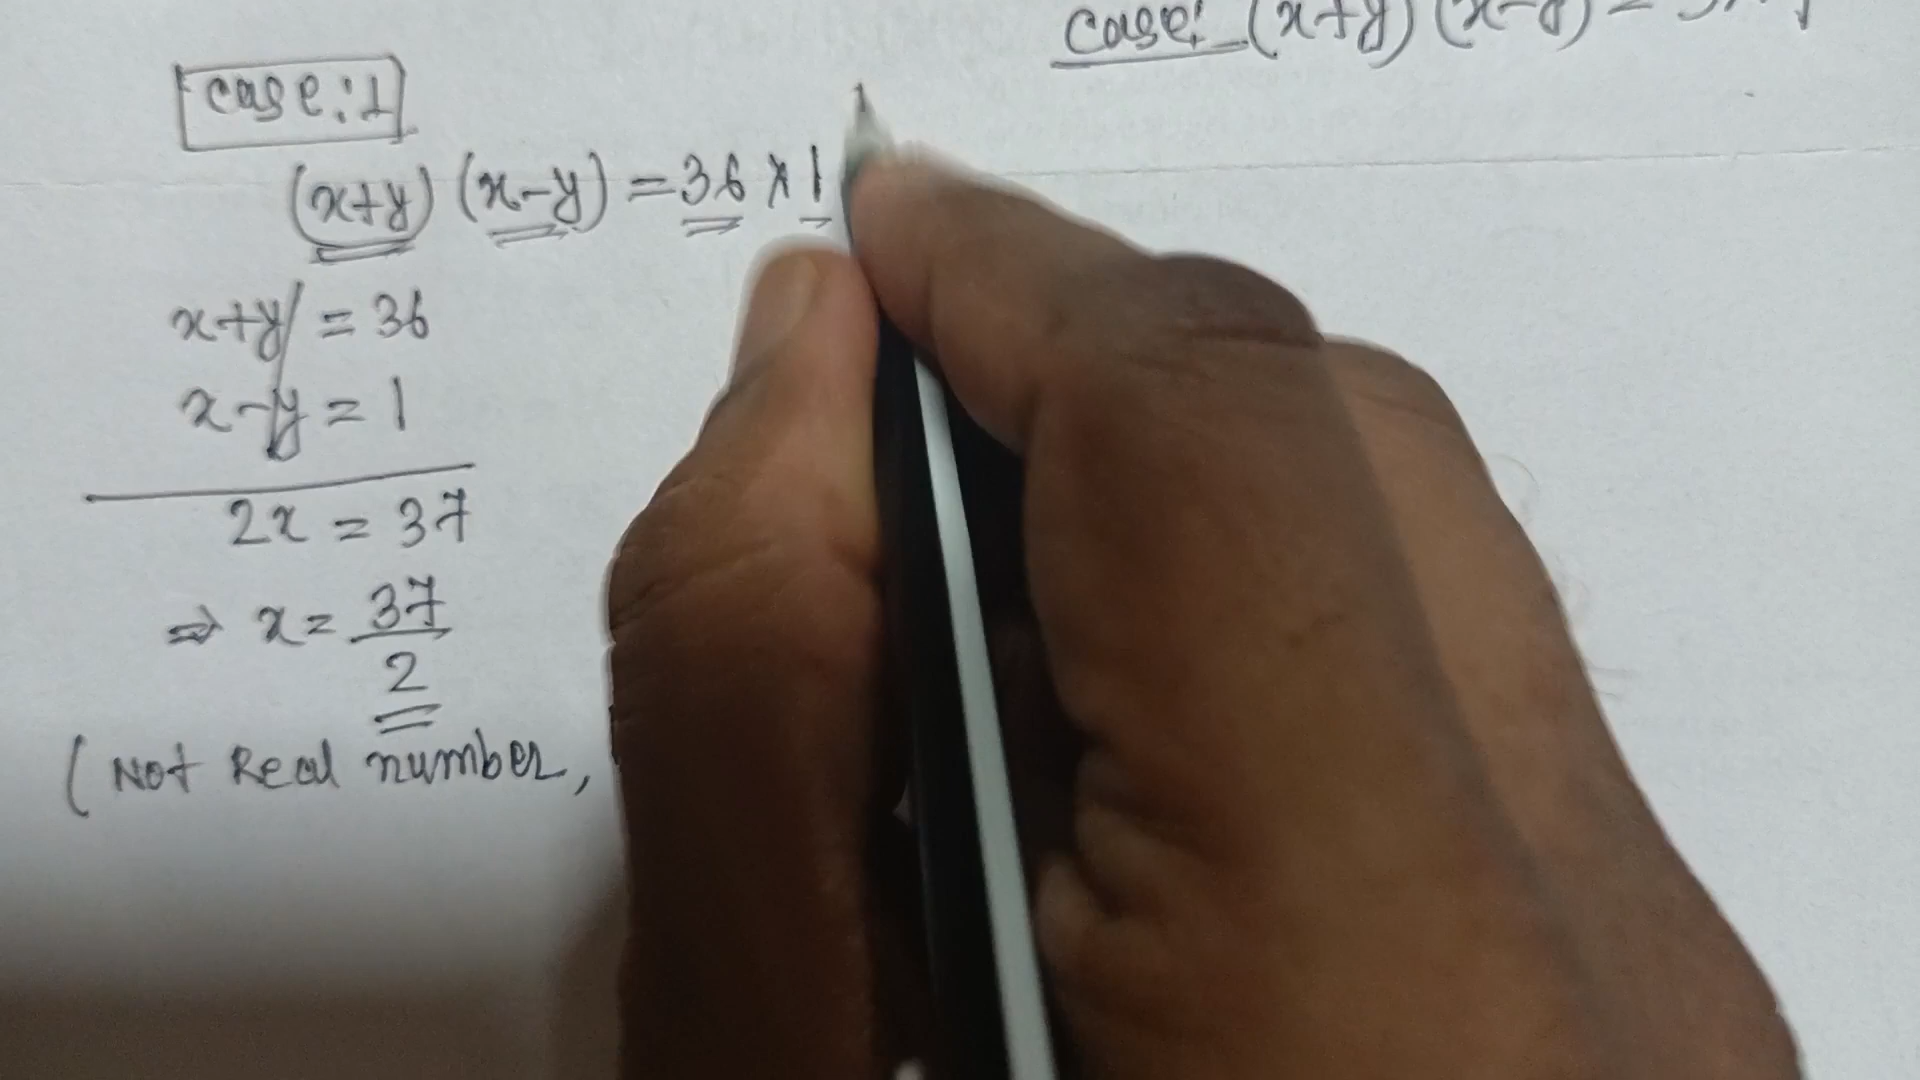 case: (x+y) (x-y) =
case:1
(x+y) (x-y) = 36 × 1
x+y = 36
x-y = 1
2x = 37
⇒ x = 37
2
( Not Real number,